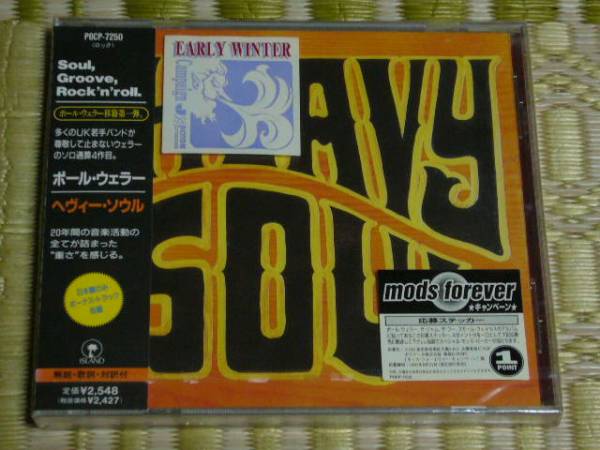 POCP-7250
(ロック)
Soul,
Groove,
Rock'n'roll.
ポール・ウェラー移籍第一弾。
多くのUK若手バンドが
尊敬して止まないウェラー
のソロ通算4作目。
ポール・ウェラー
ヘヴィー・ソウル
20年間の音楽活動の
全てが詰まった
"重さ"を感じる。
日本盤のみ
ボーナス・トラック
収録
ISLAND
解説・歌詞・対訳付
定価¥2,548
(税抜価格¥2,427)
EARLY WINTER
Campaign
AVY
SOUL
mods forever
★キャンペーン★
応募ステッカー
1
POINT